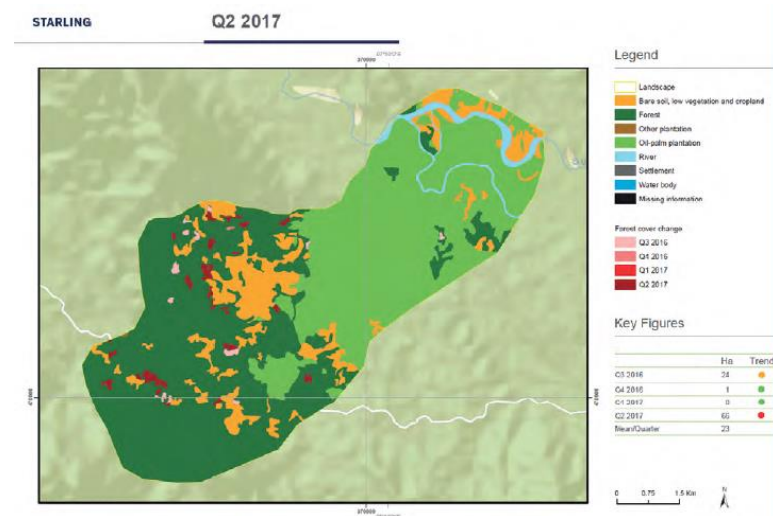 STARLING
Q2 2017
370000
Legend
Landscape
Bare soil, low vegetation and cropland
Forest
Other plantation
Oil-palm plantation
River
Settlement
Water body
Missing information
Forest cover change
Q3 2016
Q4 2016
Q1 2017
Q2 2017
Key Figures
Ha Trend
Q3 2016 24
Q4 2016 1
Q1 2017 0
Q2 2017 66
Mean/Quarter 23
0 0.75 1.5 Km
N
370000